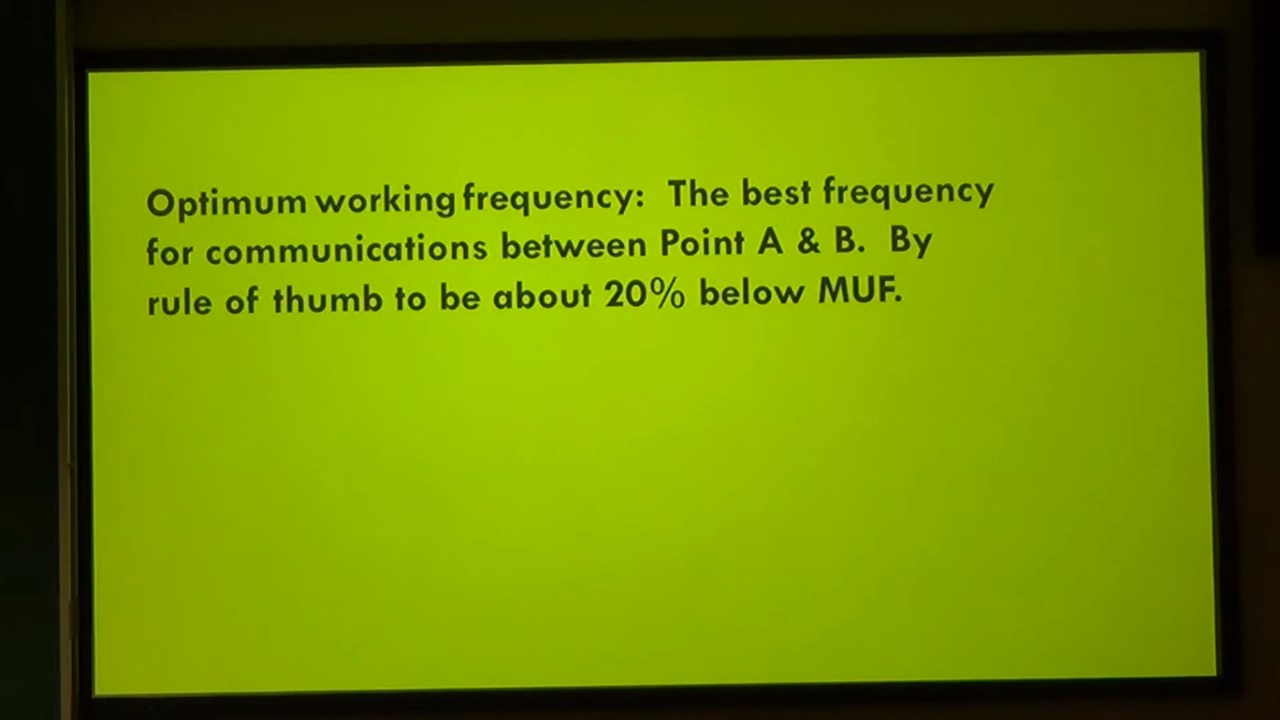 Optimum working frequency: The best frequency
for communications between Point A & B. By
rule of thumb to be about 20% below MUF.